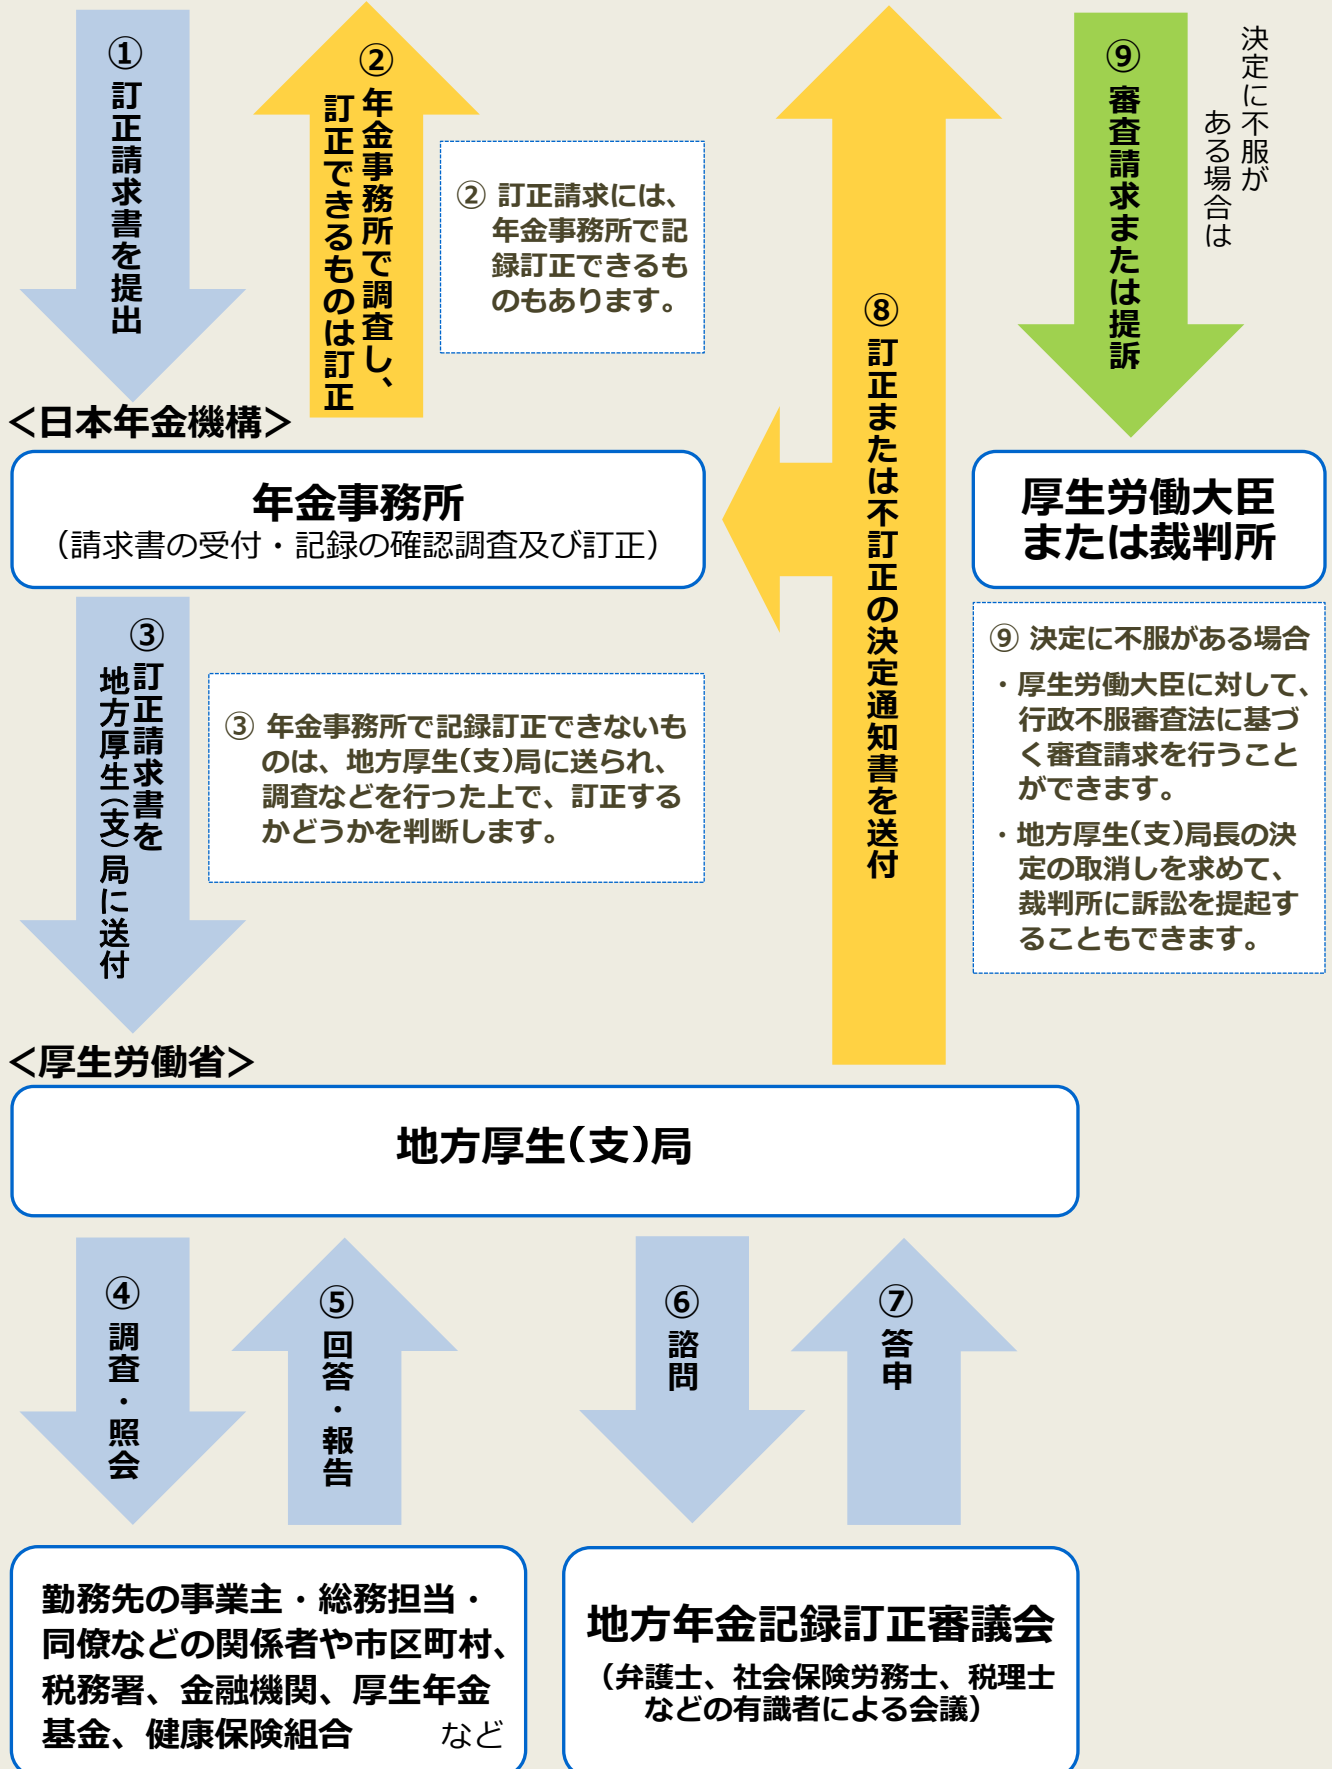 ① 訂正請求書を提出
② 年金事務所で調査し、
訂正できるものは訂正
② 訂正請求には、
年金事務所で記
録訂正できるも
のもあります。
⑧ 訂正または不訂正の決定通知書を送付
⑨ 審査請求または提訴
決定に不服が
ある場合は
<日本年金機構>
年金事務所
（請求書の受付・記録の確認調査及び訂正）
厚生労働大臣
または裁判所
③ 訂正請求書を
地方厚生(支)局に送付
③ 年金事務所で記録訂正できないも
のは、地方厚生(支)局に送られ、
調査などを行った上で、訂正する
かどうかを判断します。
⑨ 決定に不服がある場合
・厚生労働大臣に対して、
行政不服審査法に基づ
く審査請求を行うこと
ができます。
・地方厚生(支)局長の決
定の取消しを求めて、
裁判所に訴訟を提起す
ることもできます。
<厚生労働省>
地方厚生(支)局
④ 調査・照会
⑤ 回答・報告
⑥ 諮問
⑦ 答申
勤務先の事業主・総務担当・
同僚などの関係者や市区町村、
税務署、金融機関、厚生年金
基金、健康保険組合 など
地方年金記録訂正審議会
（弁護士、社会保険労務士、税理士
などの有識者による会議）